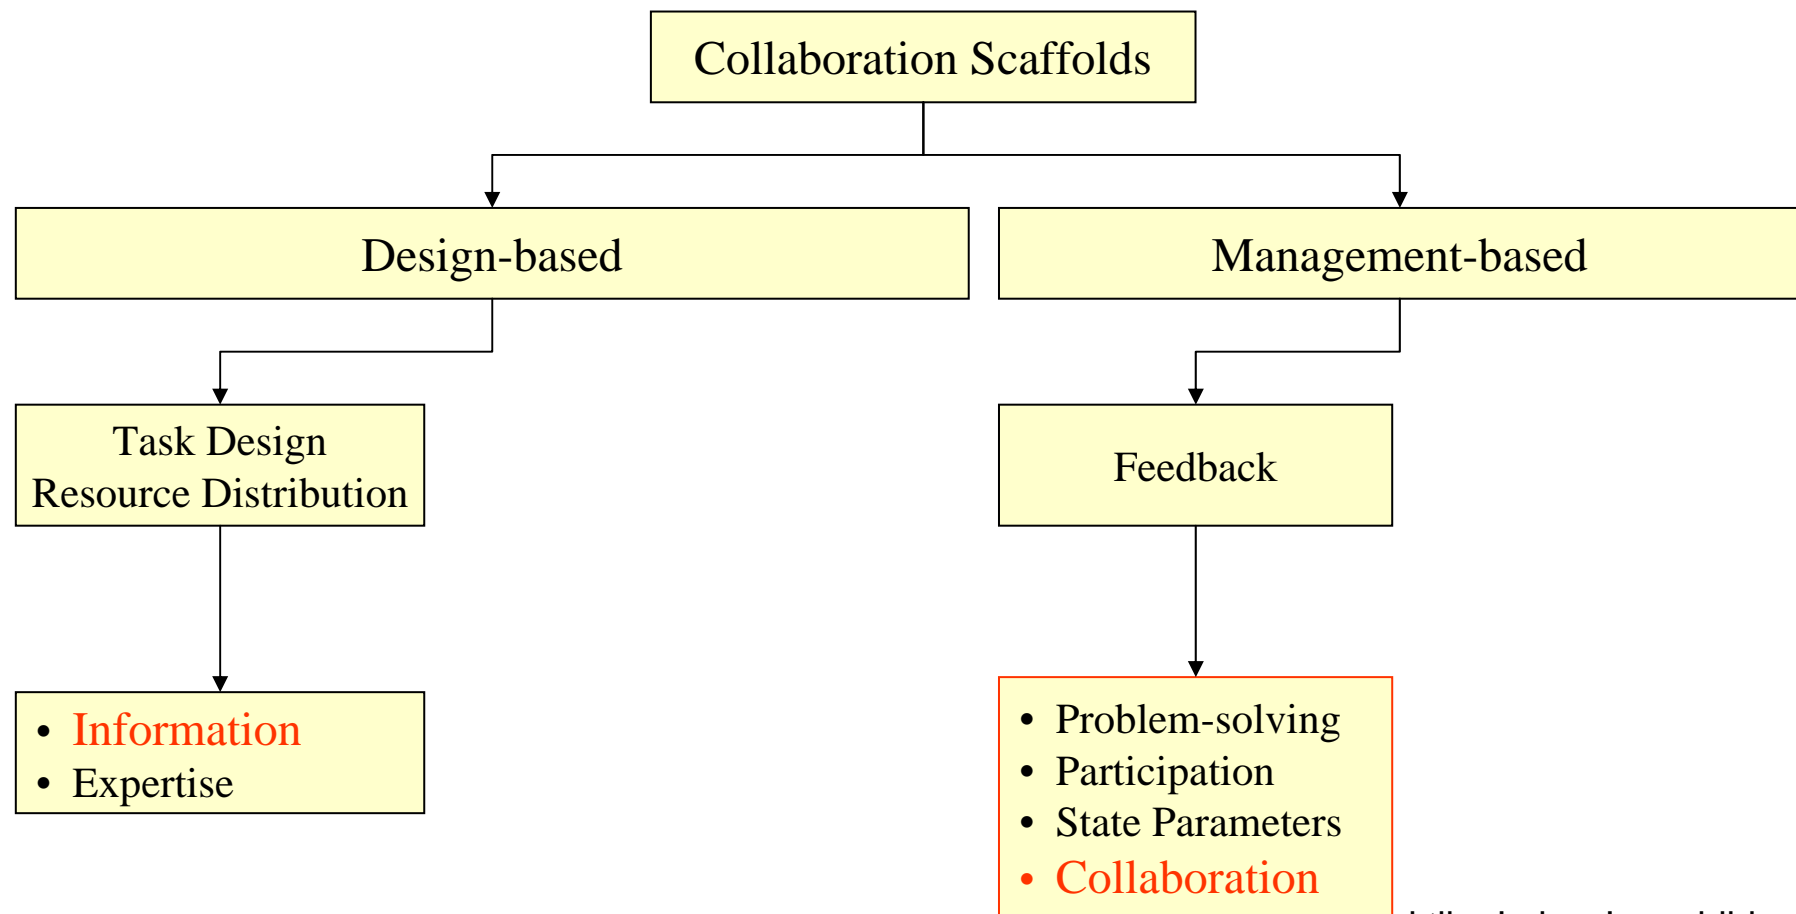 Collaboration Scaffolds
Design-based
Management-based
Task Design
Resource Distribution
Feedback
• Information
• Expertise
• Problem-solving
• Participation
• State Parameters
• Collaboration